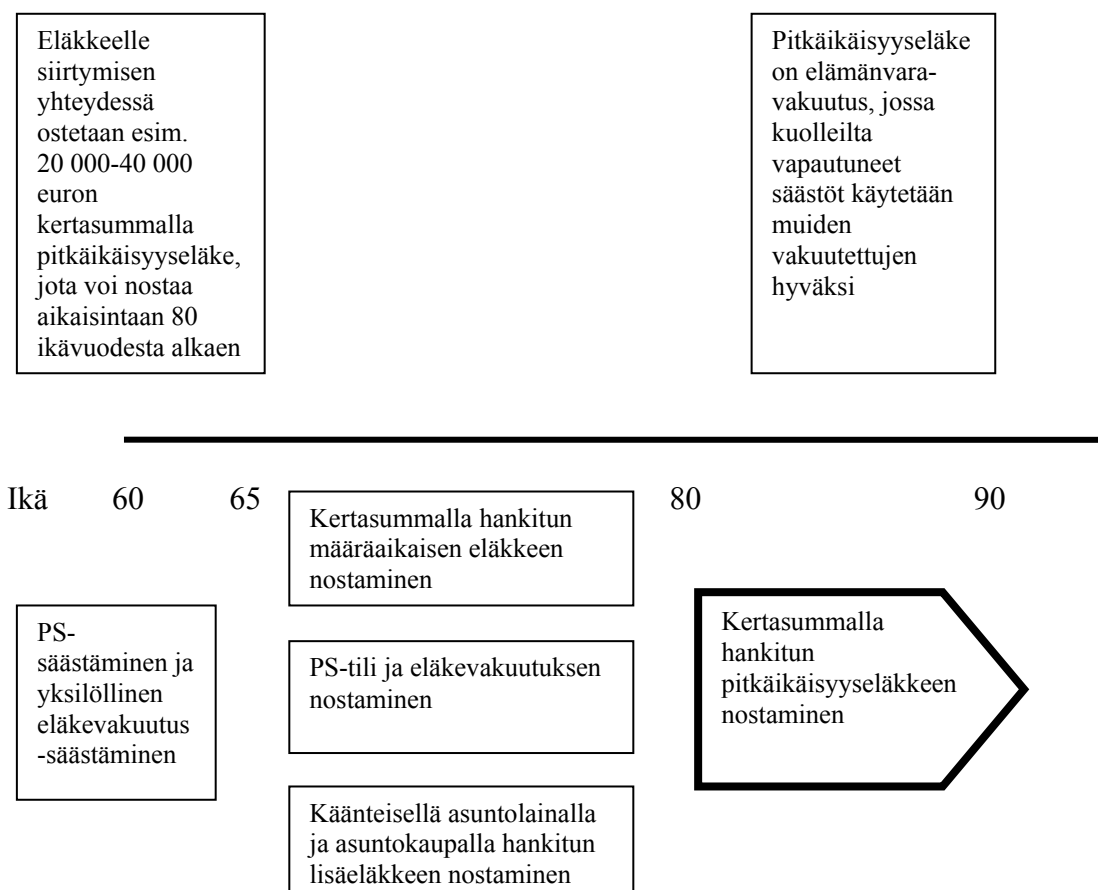 Eläkkeelle
siirtymisen
yhteydessä
ostetaan esim.
20 000-40 000
euron
kertasummalla
pitkäikäisyyseläke,
jota voi nostaa
aikaisintaan 80
ikävuodesta alkaen
Pitkäikäisyyseläke
on elämänvara-
vakuutus, jossa
kuolleilta
vapautuneet
säästöt käytetään
muiden
vakuutettujen
hyväksi
Ikä 60 65 80 90
Kertasummalla hankitun
määräaikaisen eläkkeen
nostaminen
PS-
säästäminen ja
yksilöllinen
eläkevakuutus
-säästäminen
PS-tili ja eläkevakuutuksen
nostaminen
Kertasummalla
hankitun
pitkäikäisyyseläkkeen
nostaminen
Käänteisellä asuntolainalla
ja asuntokaupalla hankitun
lisäeläkkeen nostaminen